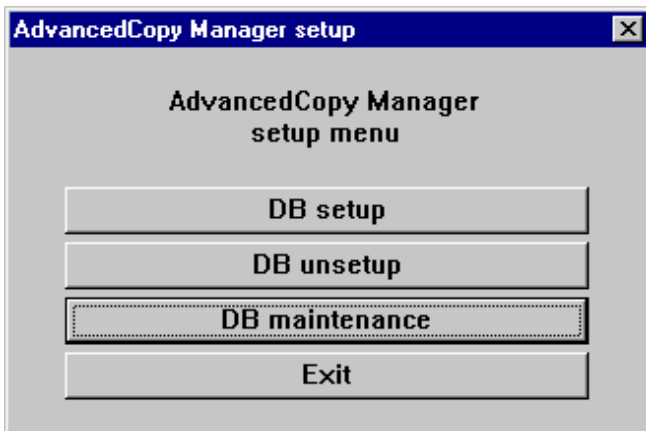 AdvancedCopy Manager setup
AdvancedCopy Manager
setup menu
DB setup
DB unsetup
DB maintenance
Exit